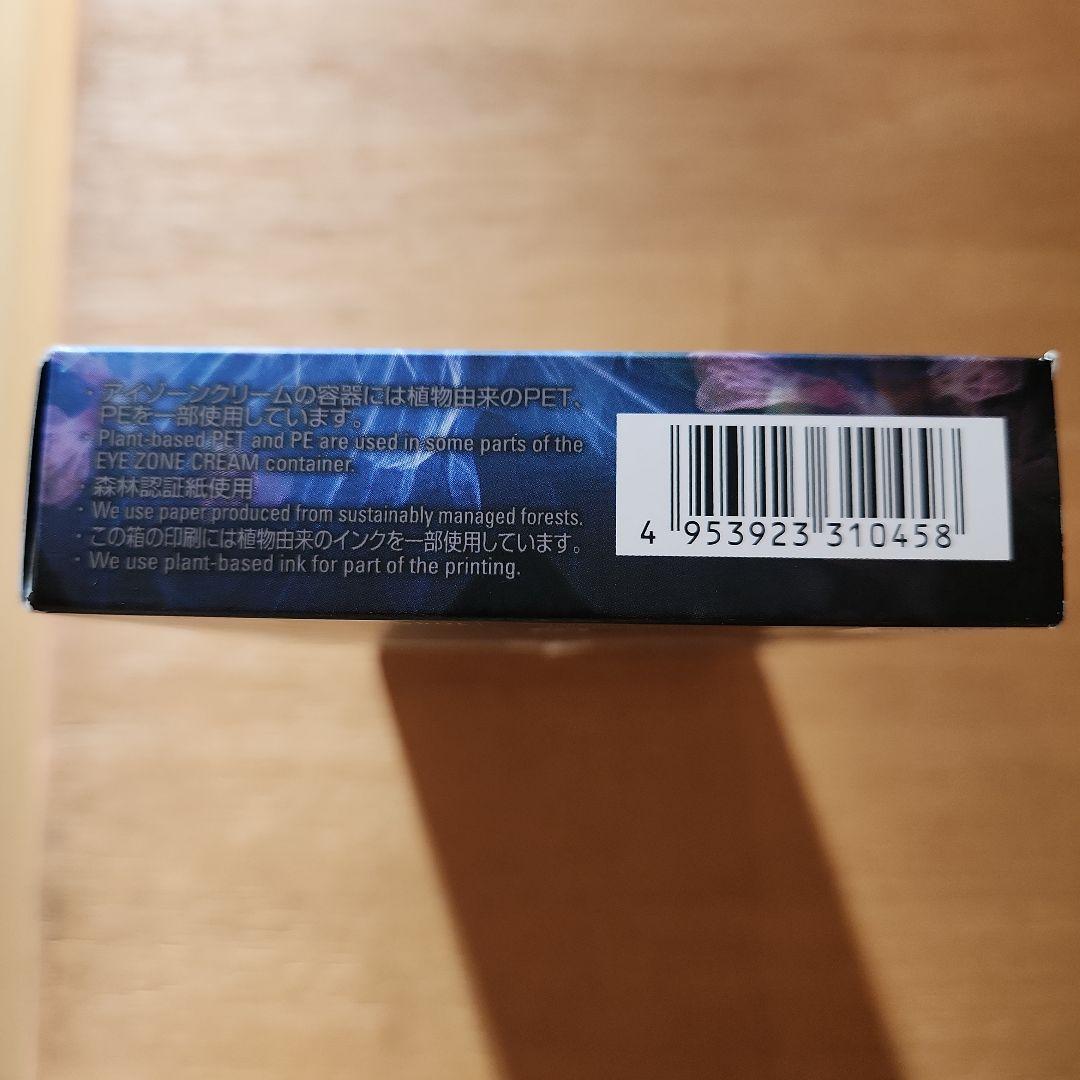 ・アイゾーンクリームの容器には植物由来のPET、
PEを一部使用しています。
・Plant-based PET and PE are used in some parts of the
EYE ZONE CREAM container.
・森林認証紙使用
・We use paper produced from sustainably managed forests.
・この箱の印刷には植物由来のインクを一部使用しています。
・We use plant-based ink for part of the printing.
4 953923 310458